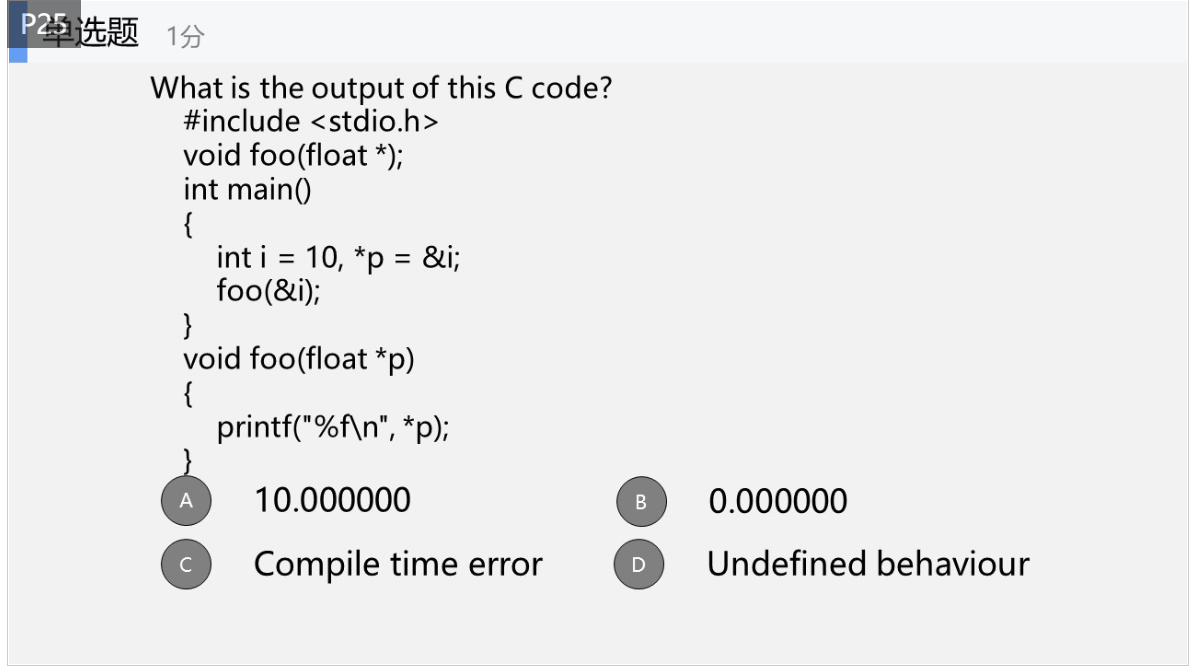 P25
单选题 1分
What is the output of this C code?
#include <stdio.h>
void foo(float *);
int main()
{
int i = 10, *p = &i;
foo(&i);
}
void foo(float *p)
{
printf("%f\n", *p);
}
A 10.000000 B 0.000000
C Compile time error D Undefined behaviour